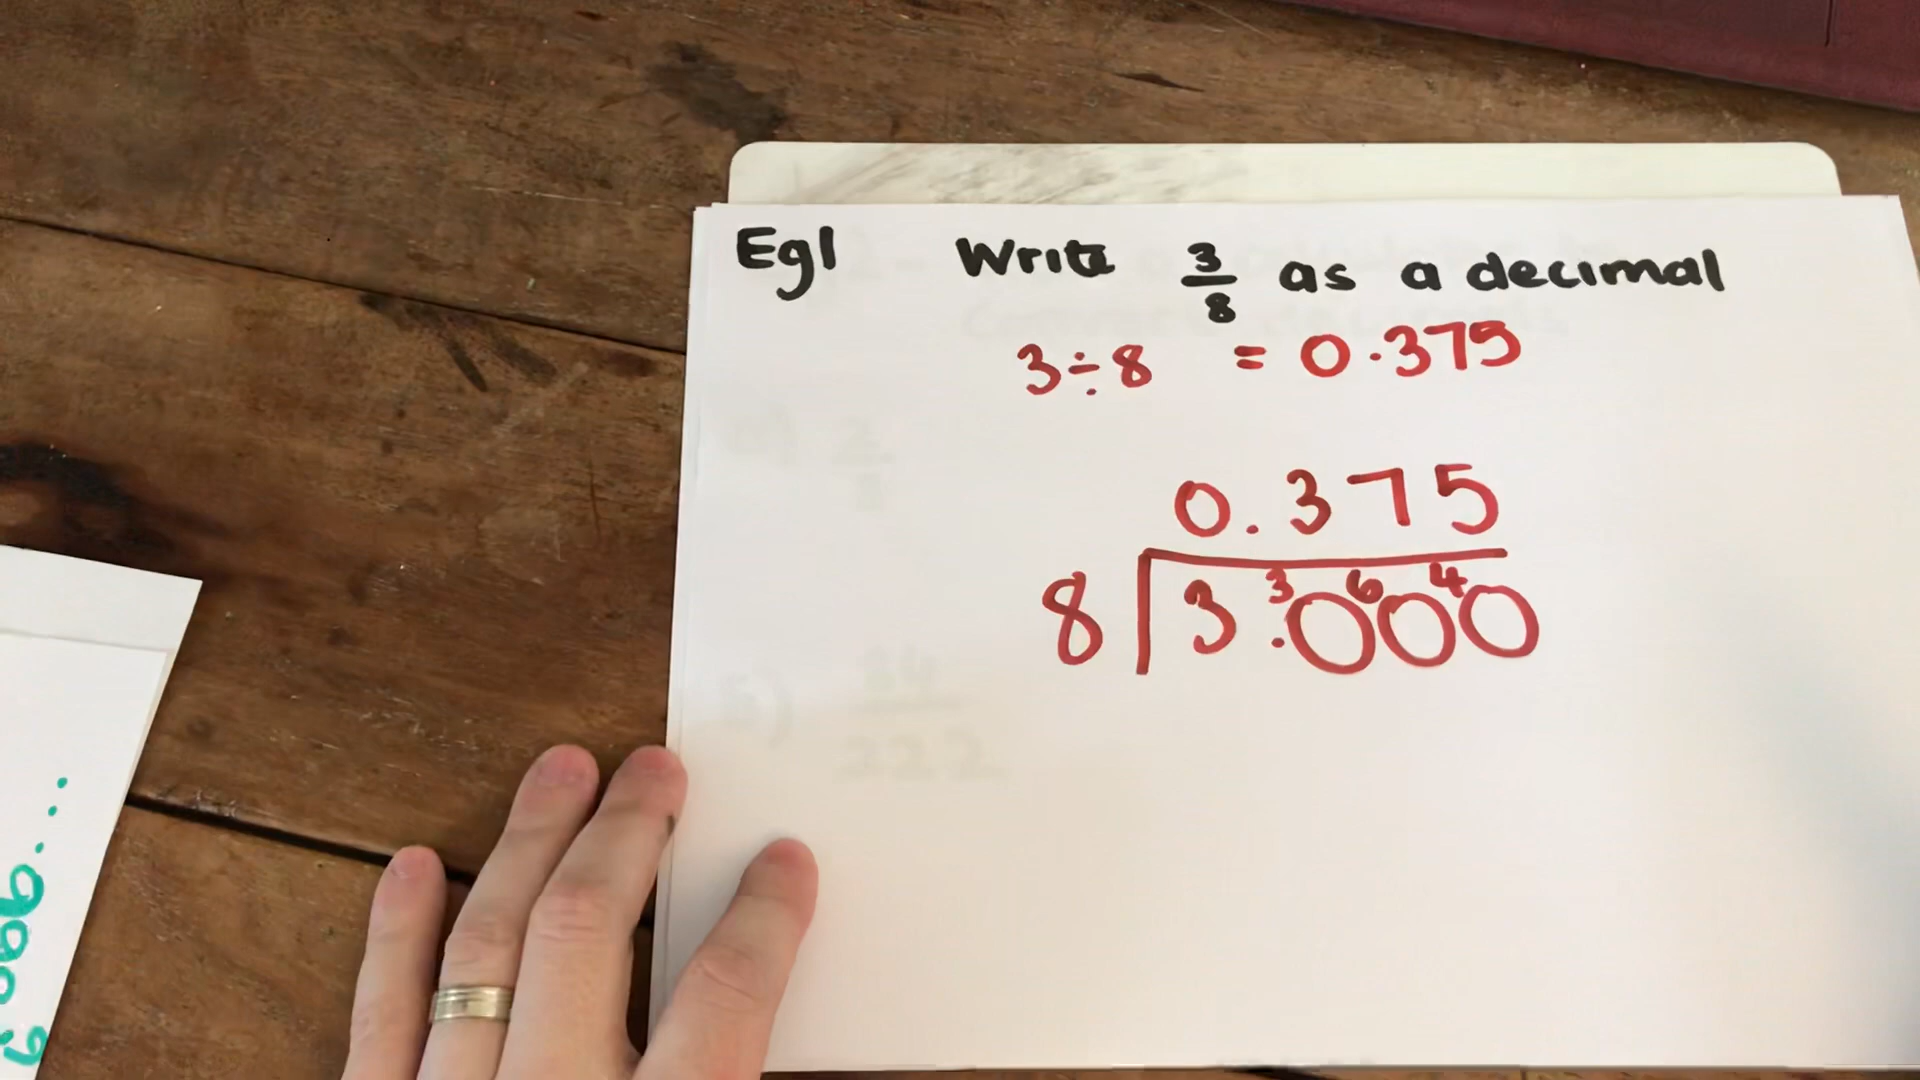 Eg1 Write 3/8 as a decimal
3÷8 = 0.375
0.375
8 3.³0⁶0⁴0